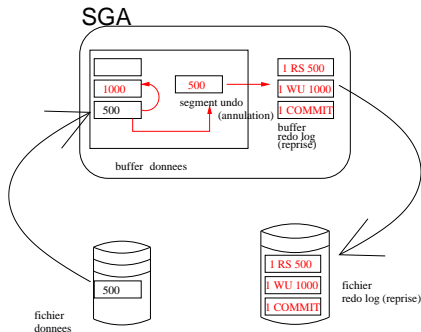 SGA
1000
500
500
segment undo
(annulation)
1 RS 500
1 WU 1000
1 COMMIT
buffer
redo log
(reprise)
buffer donnees
500
fichier
donnees
1 RS 500
1 WU 1000
1 COMMIT
fichier
redo log (reprise)